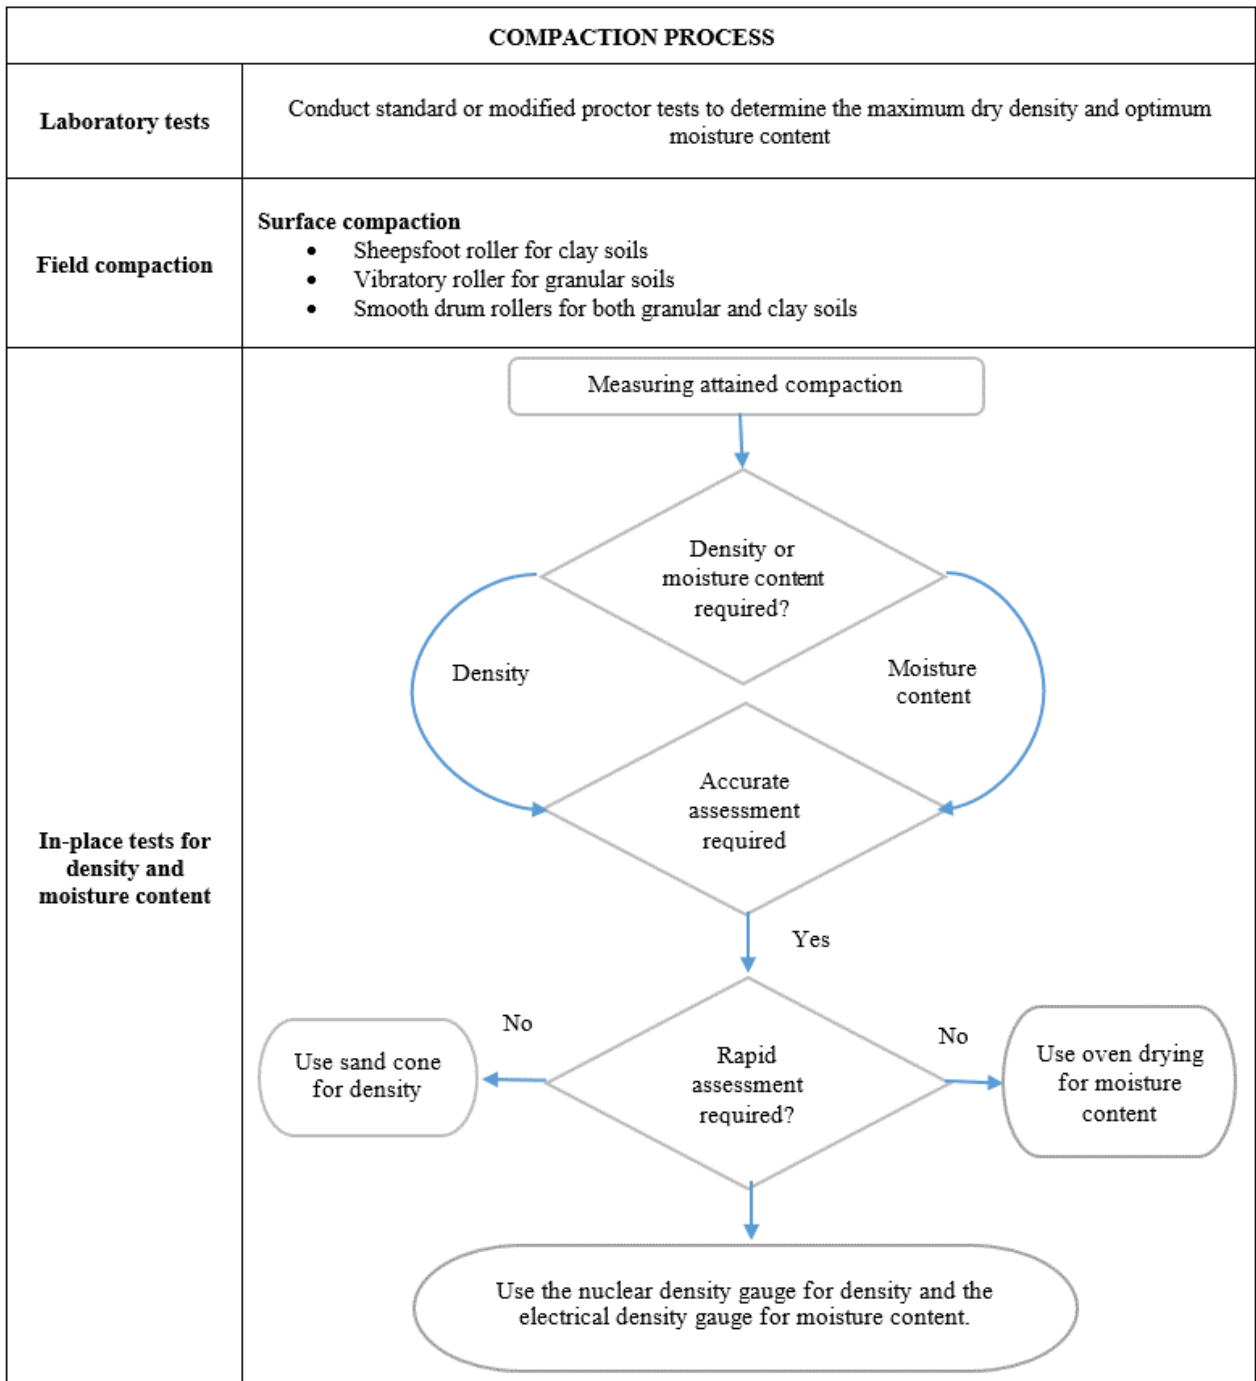 COMPACTION PROCESS
Laboratory tests
Conduct standard or modified proctor tests to determine the maximum dry density and optimum
moisture content
Field compaction
Surface compaction
• Sheepsfoot roller for clay soils
• Vibratory roller for granular soils
• Smooth drum rollers for both granular and clay soils
In-place tests for
density and
moisture content
Measuring attained compaction
Density or
moisture content
required?
Density
Moisture
content
Accurate
assessment
required
Yes
No
No
Use sand cone
for density
Rapid
assessment
required?
Use oven drying
for moisture
content
Use the nuclear density gauge for density and the
electrical density gauge for moisture content.